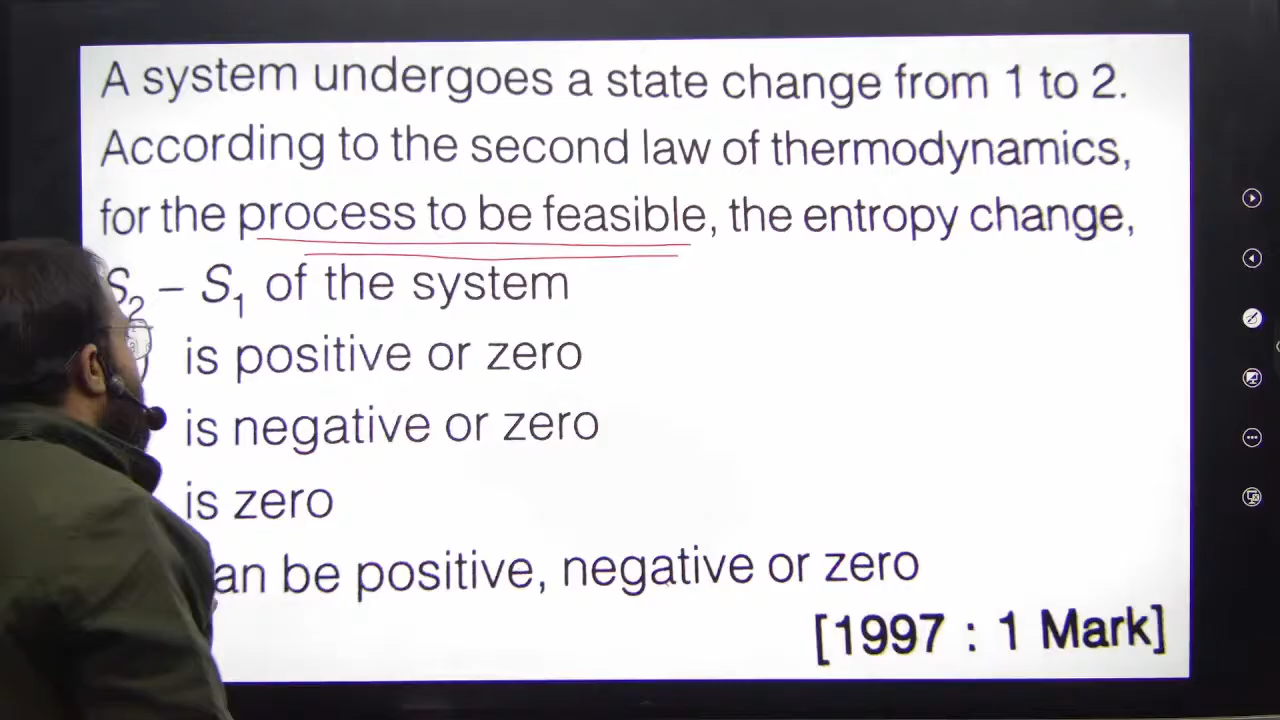 A system undergoes a state change from 1 to 2.
According to the second law of thermodynamics,
for the process to be feasible, the entropy change,
S₂ – S₁ of the system
is positive or zero
is negative or zero
is zero
an be positive, negative or zero
[1997 : 1 Mark]